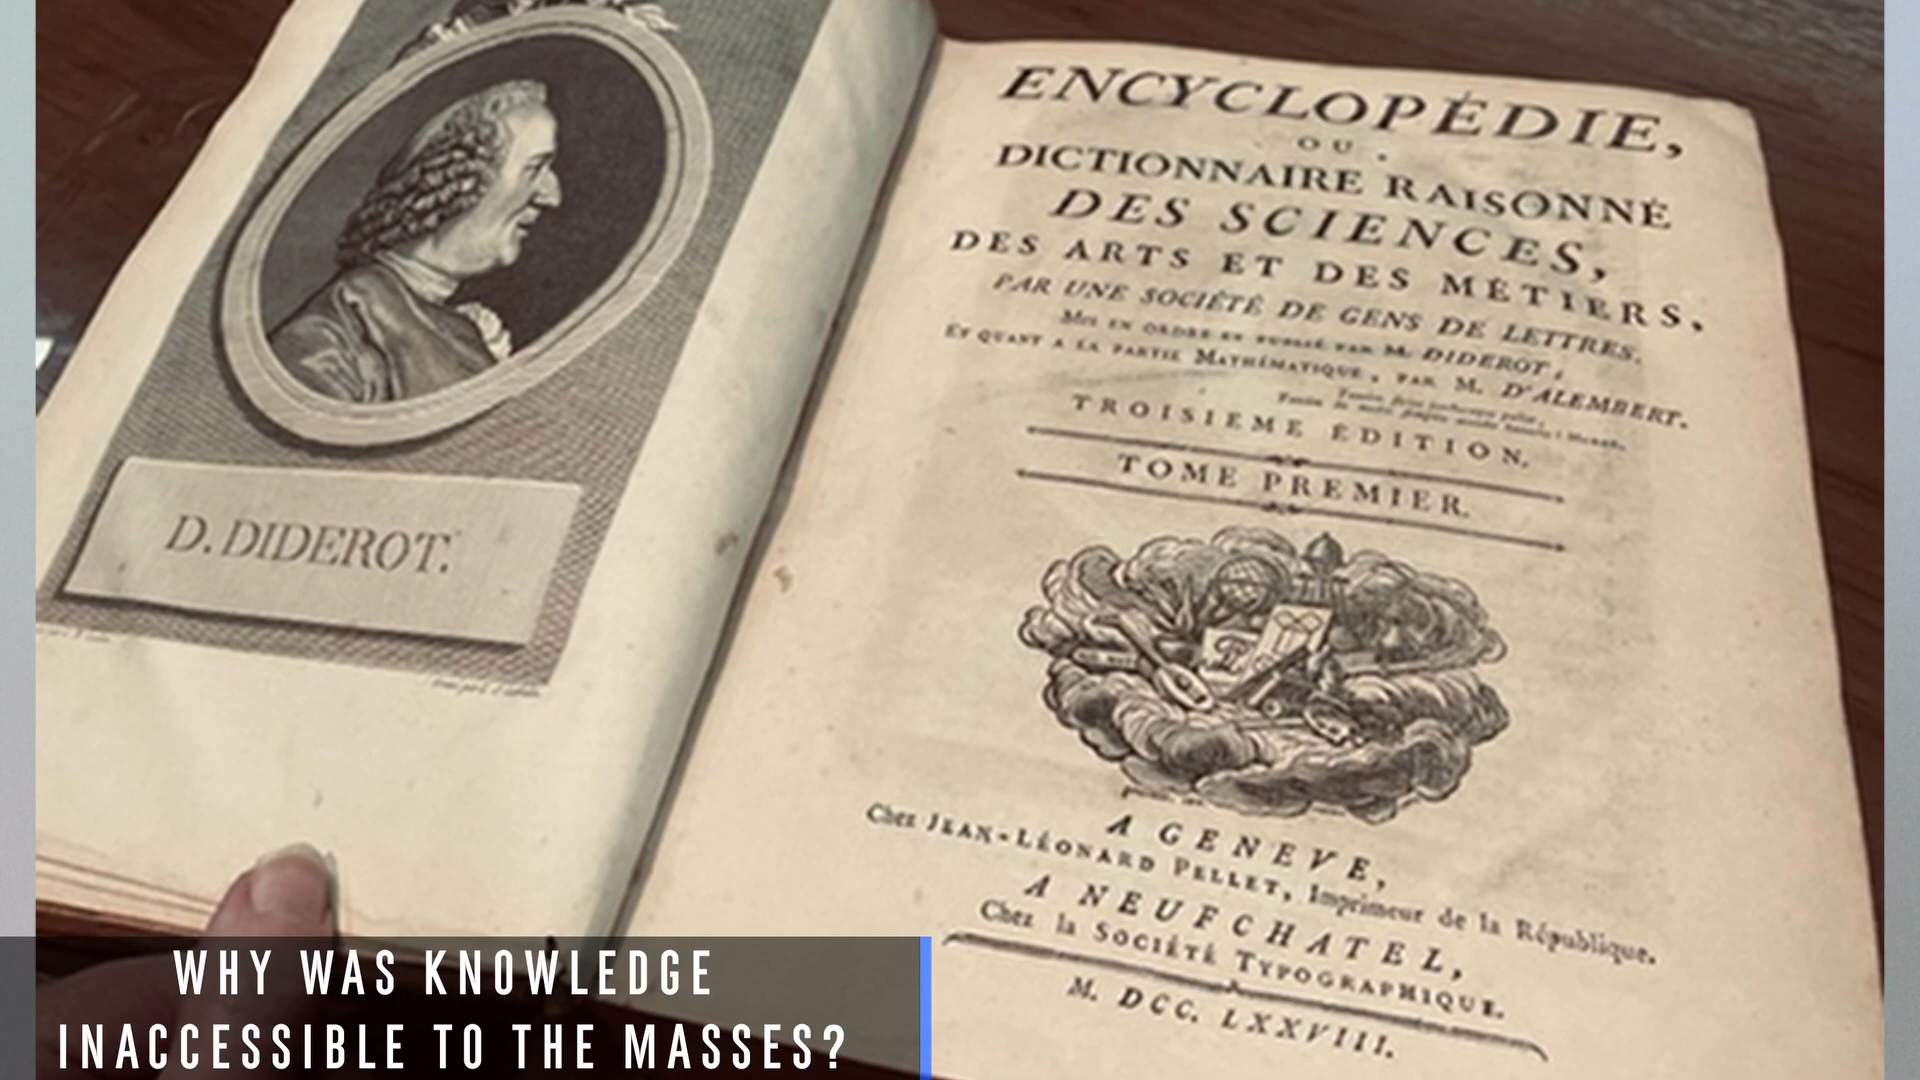 D. DIDEROT.
ENCYCLOPÉDIE,
OU
DICTIONNAIRE RAISONNÉ
DES SCIENCES,
DES ARTS ET DES MÉTIERS,
PAR UNE SOCIÉTÉ DE GENS DE LETTRES.
Mis EN ORDRE ET PUBLIÉ PAR M. DIDEROT;
ET QUANT A LA PARTIE MATHÉMATIQUE, PAR M. D'ALEMBERT.
TROISIEME ÉDITION.
TOME PREMIER.
A GENEVE,
Chez JEAN-LÉONARD PELLET, Imprimeur de la République.
A NEUFCHATEL,
Chez la SOCIÉTÉ TYPOGRAPHIQUE.
M. DCC. LXXVIII.
WHY WAS KNOWLEDGE
INACCESSIBLE TO THE MASSES?